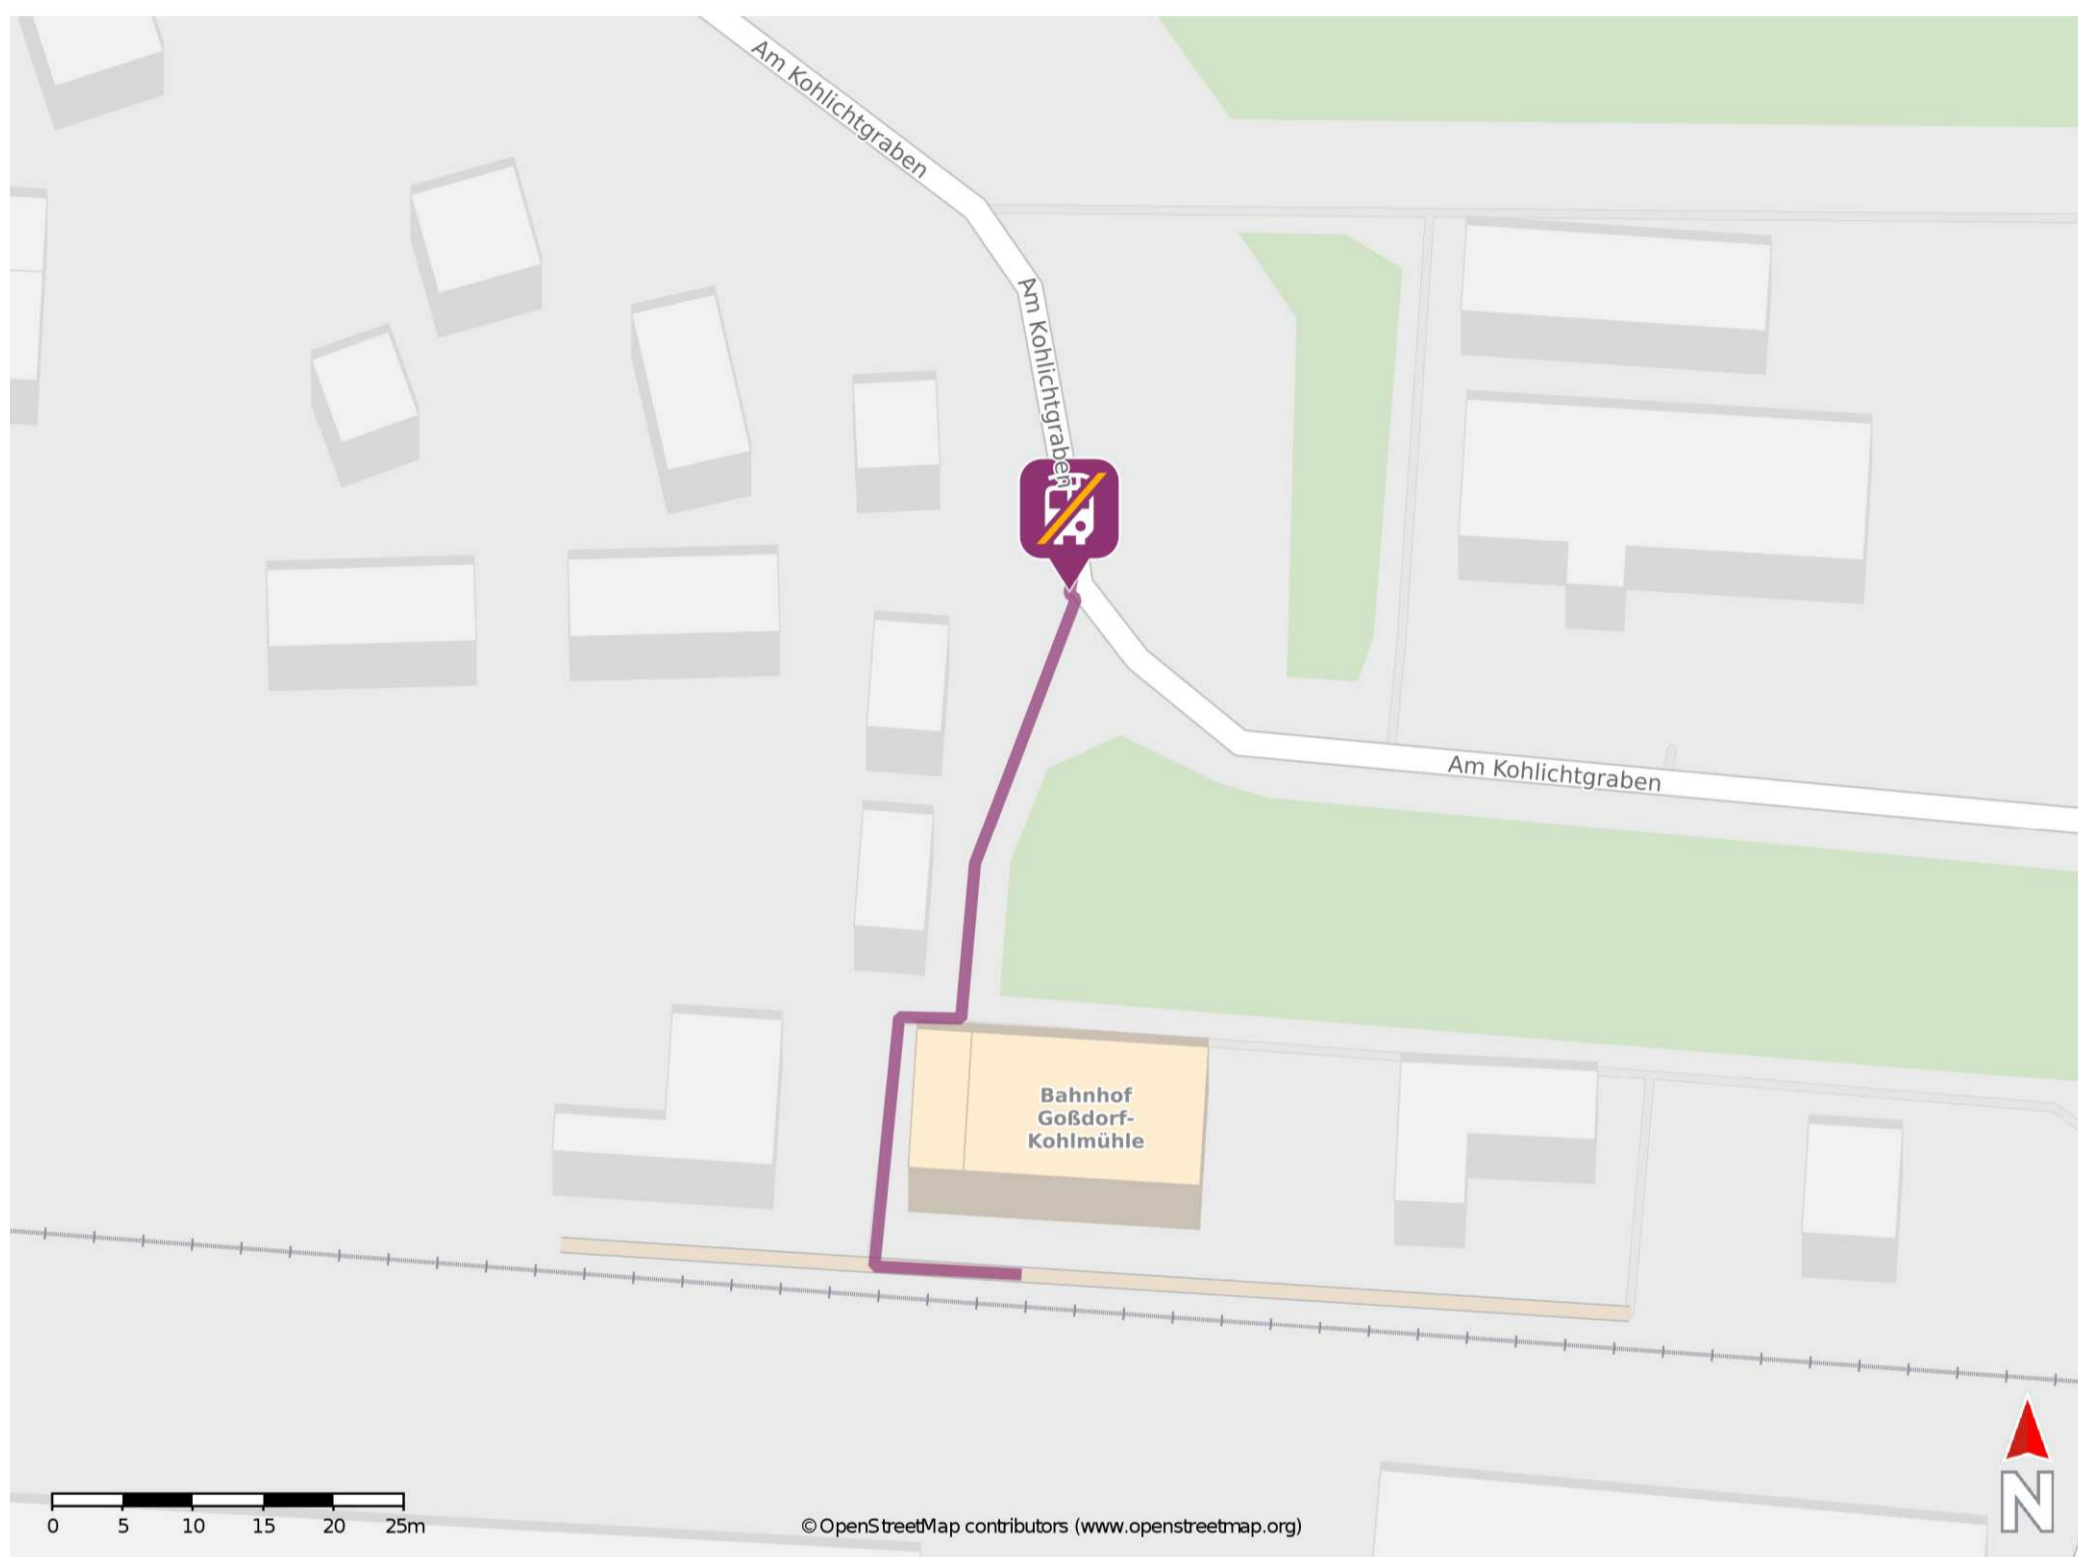 Am Kohlichtgraben
Am Kohlichtgraben
Am Kohlichtgraben
Bahnhof
Goßdorf-
Kohlmühle
N
0 5 10 15 20 25m
©OpenStreetMap contributors (www.openstreetmap.org)